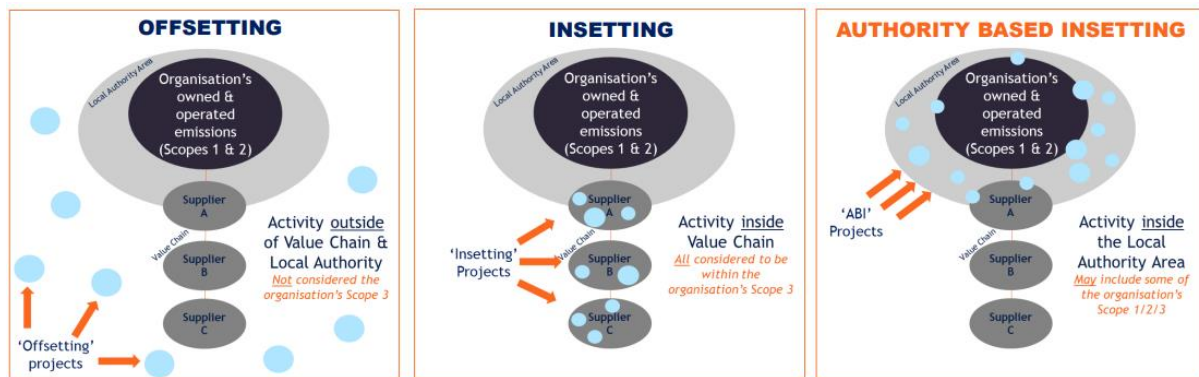 OFFSETTING
Local Authority Area
Organisation's
owned &
operated
emissions
(Scopes 1 & 2)
Supplier
A
Value Chain
Supplier
B
Supplier
C
Activity outside
of Value Chain &
Local Authority
Not considered the
organisation's Scope 3
'Offsetting'
projects
INSETTING
Local Authority Area
Organisation's
owned &
operated
emissions
(Scopes 1 & 2)
Supplier
A
Value Chain
Supplier
B
Supplier
C
'Insetting'
Projects
Activity inside
Value Chain
All considered to be
within the
organisation's Scope 3
AUTHORITY BASED INSETTING
Local Authority Area
Organisation's
owned &
operated
emissions
(Scopes 1 & 2)
'ABI'
Projects
Supplier
A
Value Chain
Supplier
B
Supplier
C
Activity inside
the Local
Authority Area
May include some of
the organisation's
Scope 1/2/3